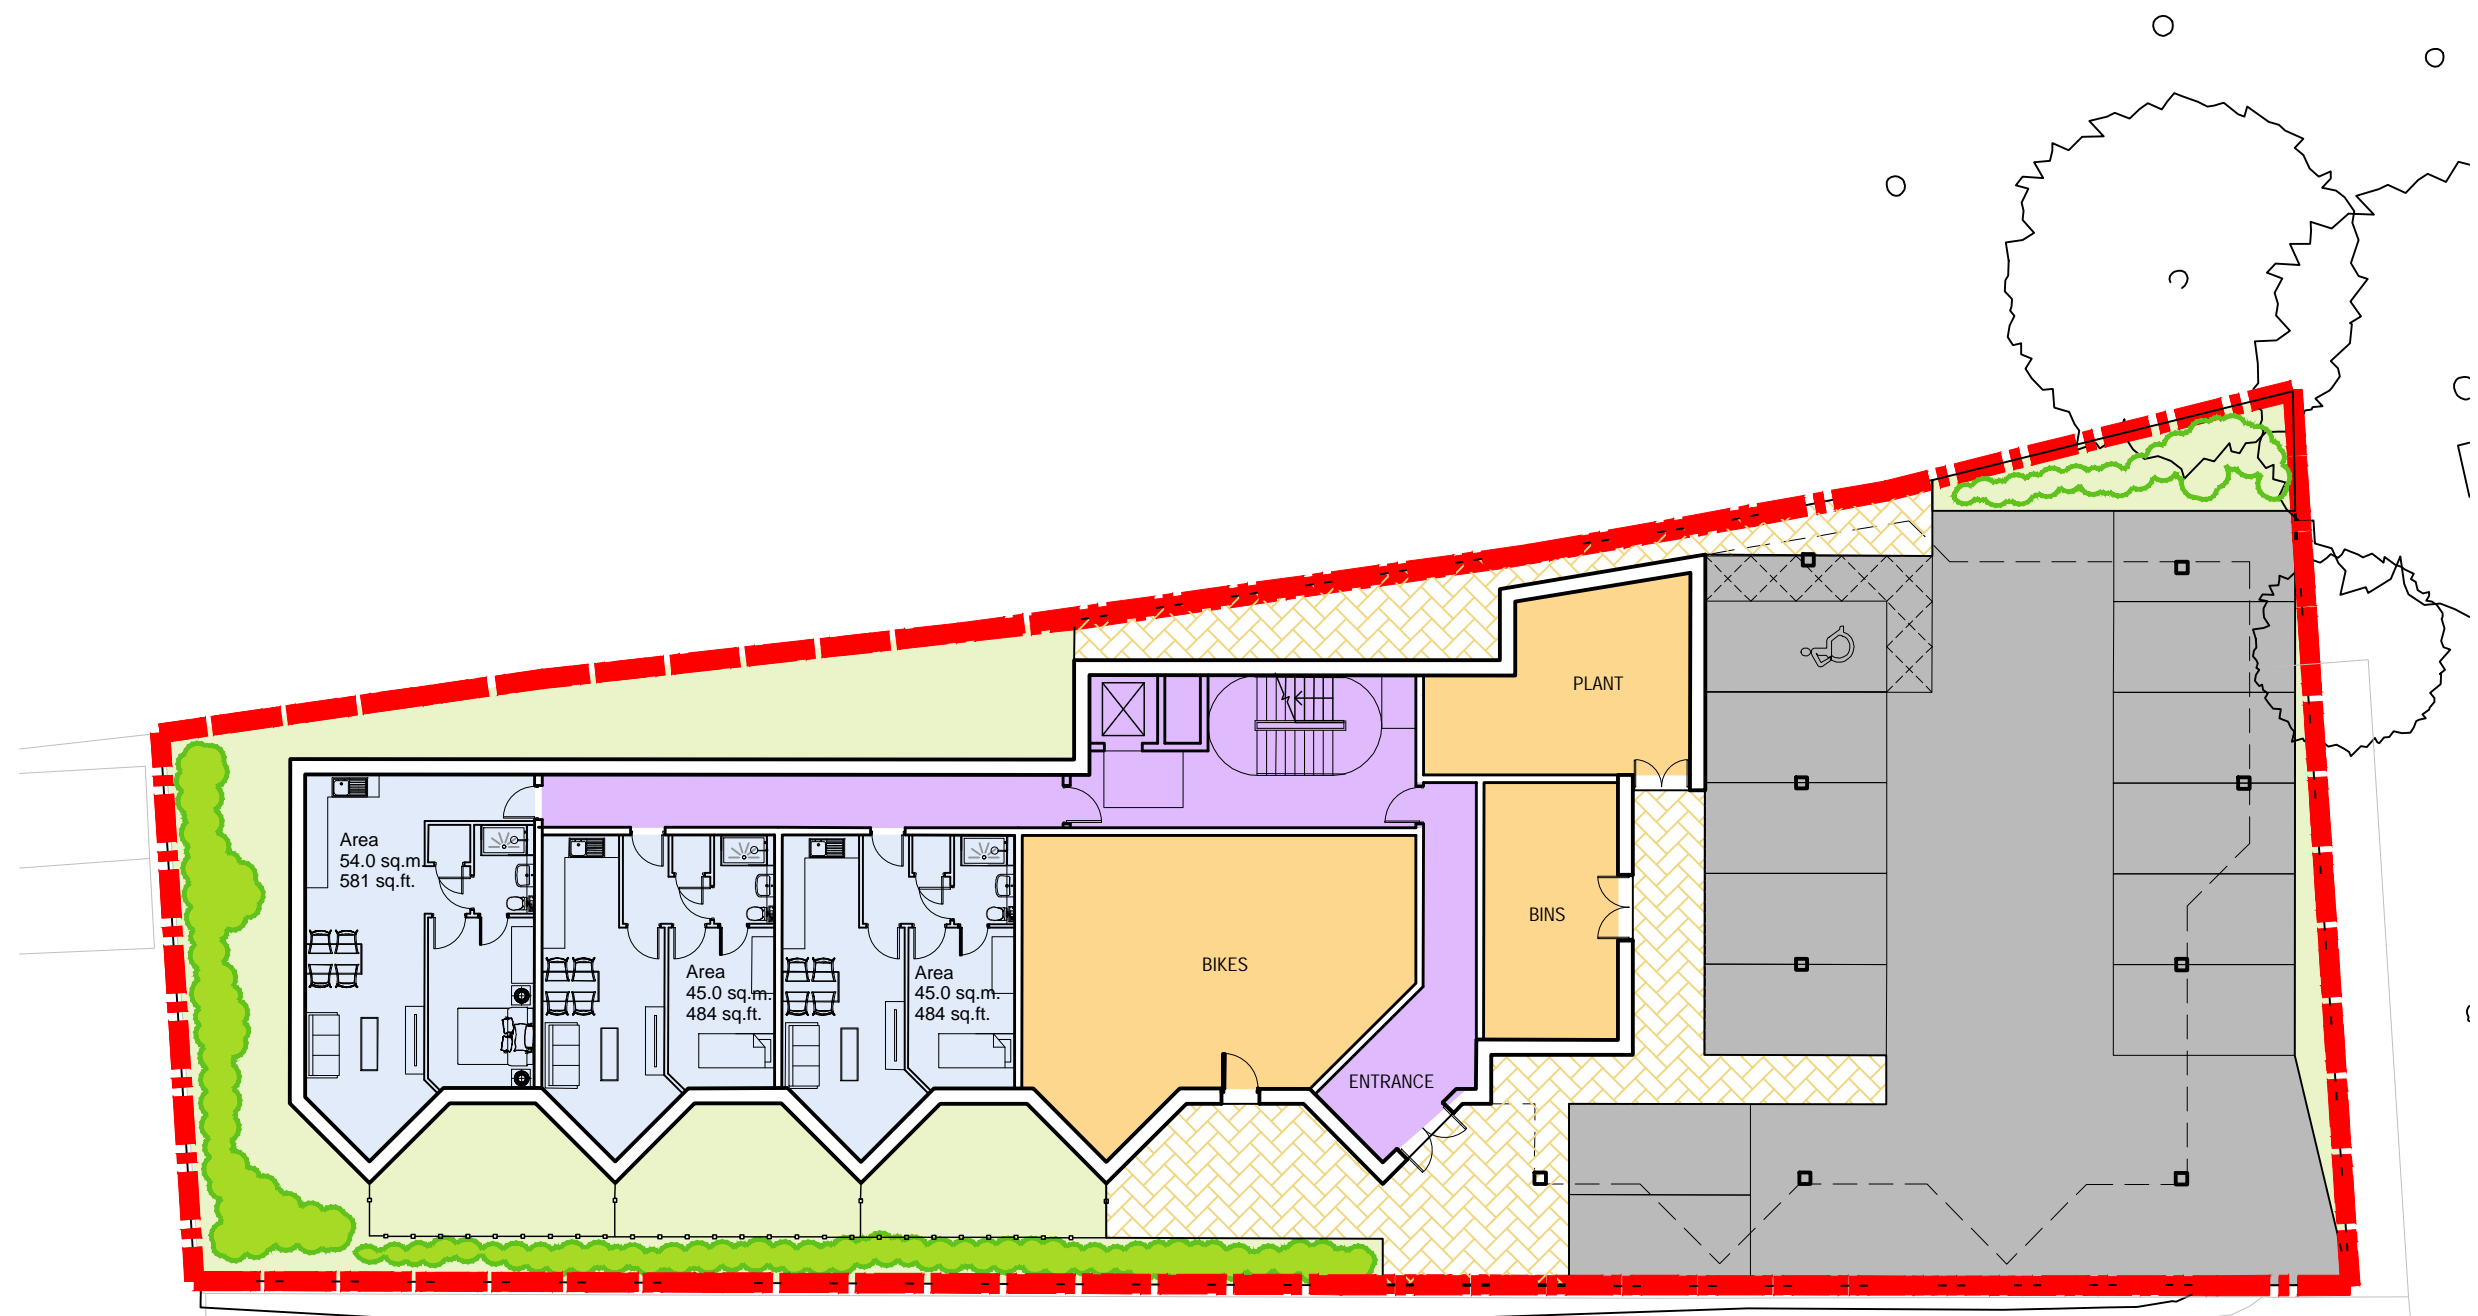 PLANT
Area
54.0 sq.m.
581 sq.ft.
BINS
BIKES
Area
45.0 sq.m.
484 sq.ft.
Area
45.0 sq.m.
484 sq.ft.
ENTRANCE